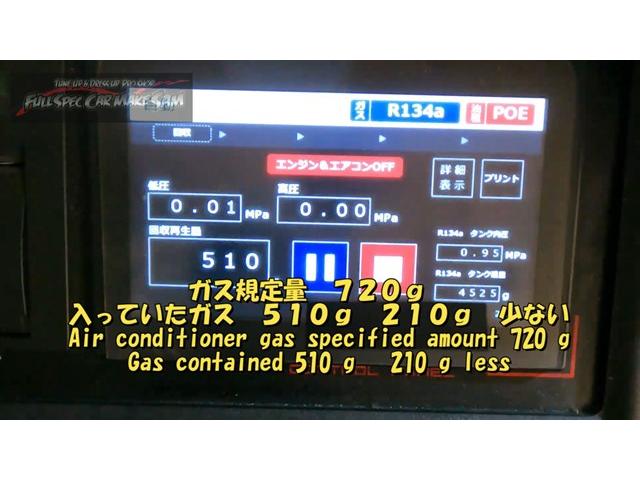 TUNE UP & DRESS UP PRO SHOP
FULLSPEC CAR MAKE SAM
自動
ガス R134a 油種 POE
回収
エンジン&エアコンOFF
詳細表示
プリント
低圧 高圧
0.01 MPa 0.00 MPa
回収再生量
510
R134a タンク内圧
0.95 MPa
R134a タンク残量
4525 g
ガス規定量 720g
入っていたガス 510g 210g 少ない
Air conditioner gas specified amount 720 g
Gas contained 510 g 210 g less